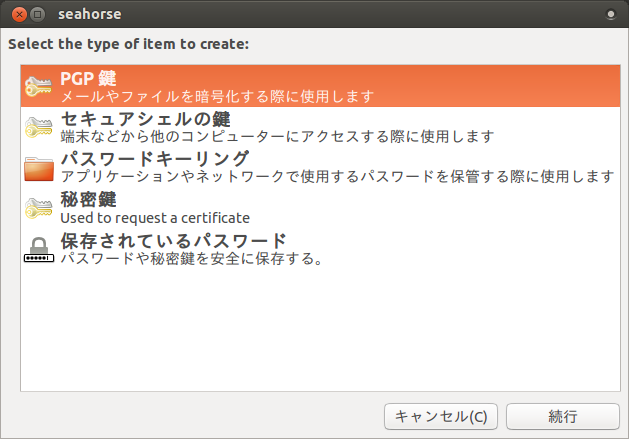 seahorse
Select the type of item to create:
PGP 鍵
メールやファイルを暗号化する際に使用します
セキュアシェルの鍵
端末などから他のコンピューターにアクセスする際に使用します
パスワードキーリング
アプリケーションやネットワークで使用するパスワードを保管する際に使用します
秘密鍵
Used to request a certificate
保存されているパスワード
パスワードや秘密鍵を安全に保存する。
キャンセル(C) 続行